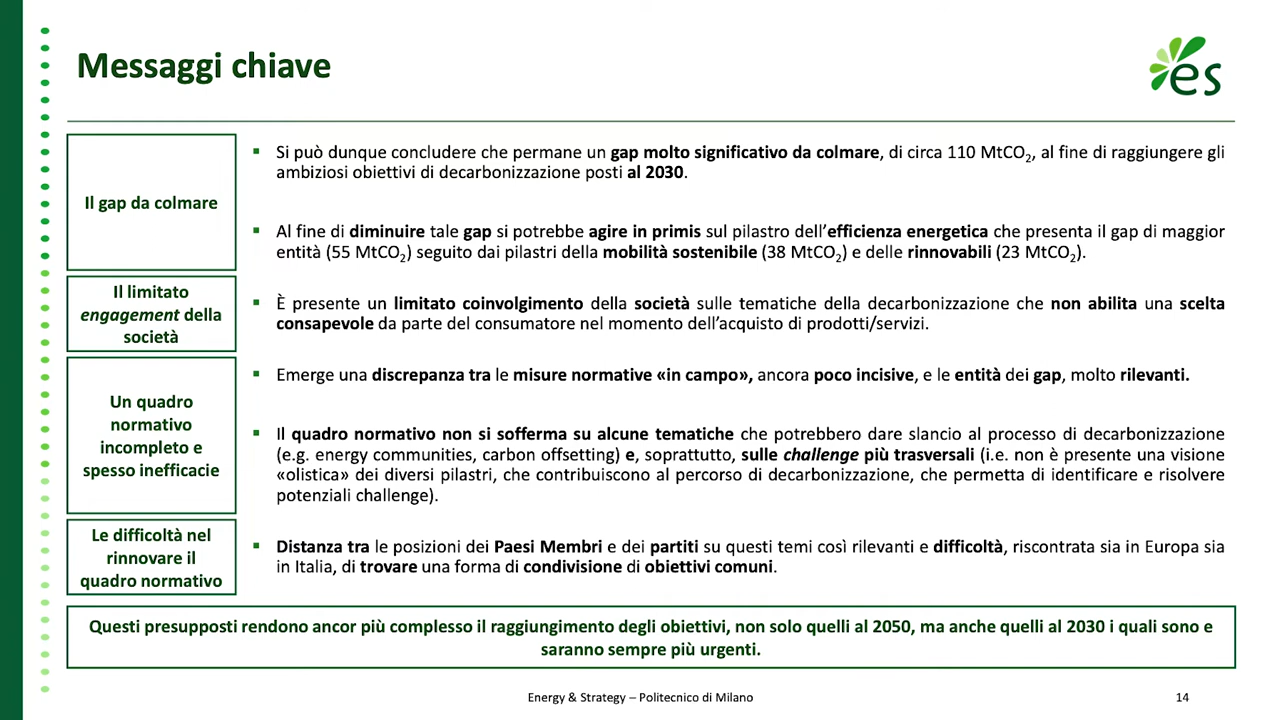 Messaggi chiave
es
Il gap da colmare
▪ Si può dunque concludere che permane un gap molto significativo da colmare, di circa 110 MtCO₂, al fine di raggiungere gli
ambiziosi obiettivi di decarbonizzazione posti al 2030.
▪ Al fine di diminuire tale gap si potrebbe agire in primis sul pilastro dell’efficienza energetica che presenta il gap di maggior
entità (55 MtCO₂) seguito dai pilastri della mobilità sostenibile (38 MtCO₂) e delle rinnovabili (23 MtCO₂).
Il limitato
engagement della
società
▪ È presente un limitato coinvolgimento della società sulle tematiche della decarbonizzazione che non abilita una scelta
consapevole da parte del consumatore nel momento dell’acquisto di prodotti/servizi.
Un quadro
normativo
incompleto e
spesso inefficacie
▪ Emerge una discrepanza tra le misure normative «in campo», ancora poco incisive, e le entità dei gap, molto rilevanti.
▪ Il quadro normativo non si sofferma su alcune tematiche che potrebbero dare slancio al processo di decarbonizzazione
(e.g. energy communities, carbon offsetting) e, soprattutto, sulle challenge più trasversali (i.e. non è presente una visione
«olistica» dei diversi pilastri, che contribuiscono al percorso di decarbonizzazione, che permetta di identificare e risolvere
potenziali challenge).
Le difficoltà nel
rinnovare il
quadro normativo
▪ Distanza tra le posizioni dei Paesi Membri e dei partiti su questi temi così rilevanti e difficoltà, riscontrata sia in Europa sia
in Italia, di trovare una forma di condivisione di obiettivi comuni.
Questi presupposti rendono ancor più complesso il raggiungimento degli obiettivi, non solo quelli al 2050, ma anche quelli al 2030 i quali sono e
saranno sempre più urgenti.
Energy & Strategy – Politecnico di Milano
14